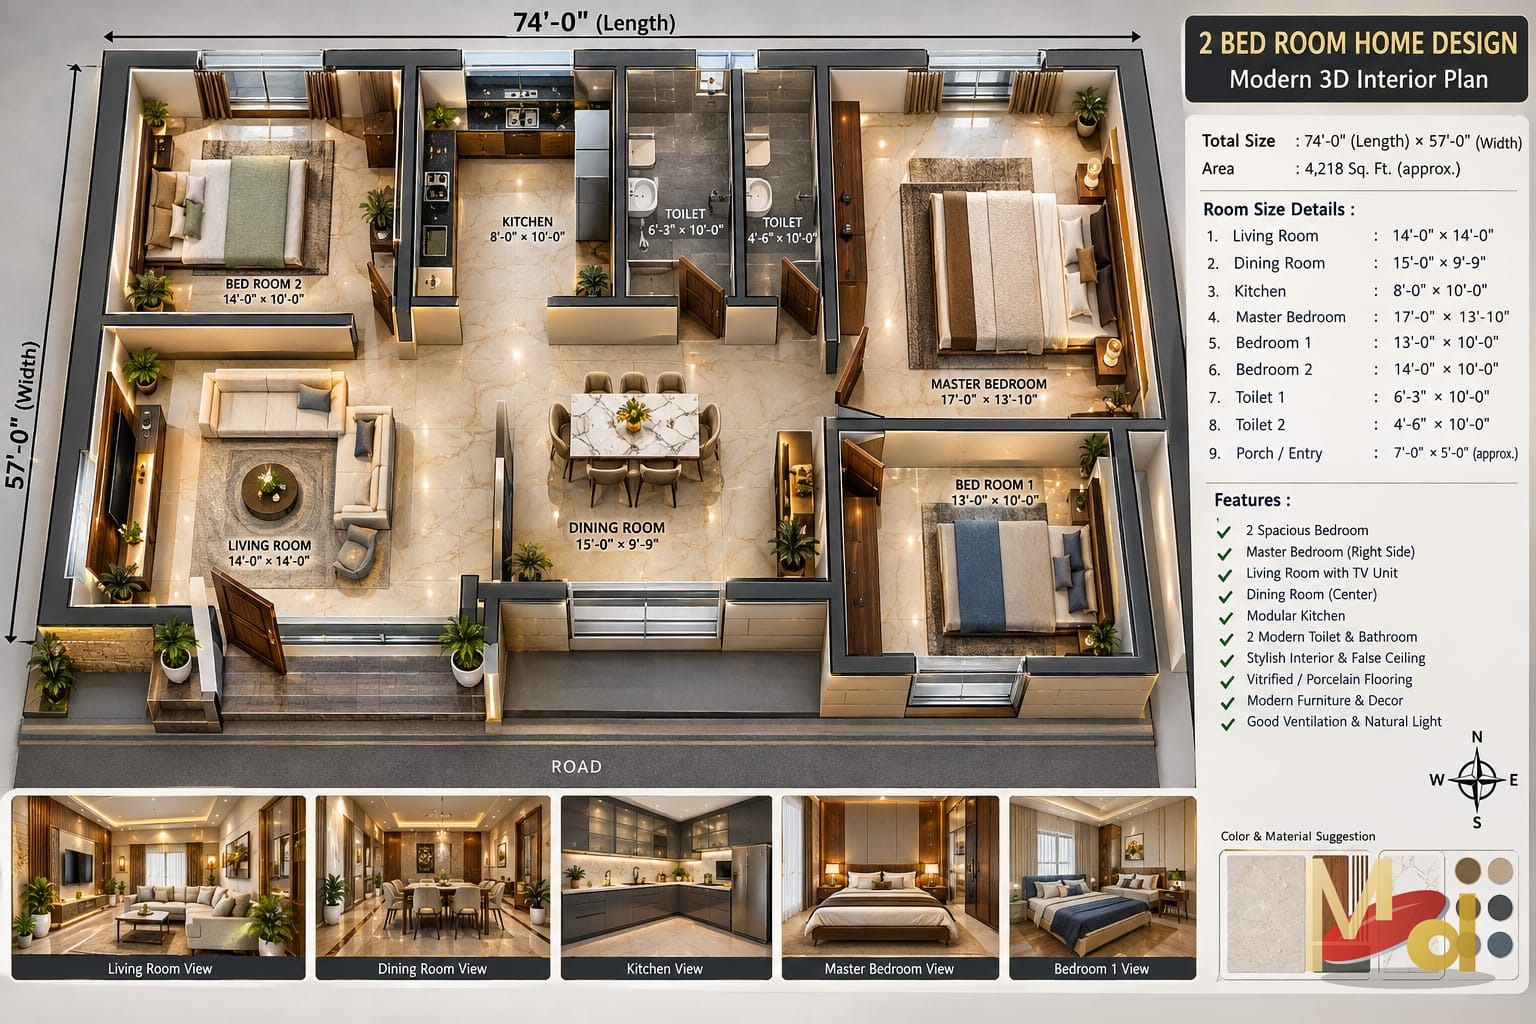 74'-0" (Length)
57'-0" (Width)
2 BED ROOM HOME DESIGN
Modern 3D Interior Plan
Total Size : 74'-0" (Length) × 57'-0" (Width)
Area : 4,218 Sq. Ft. (approx.)
Room Size Details :
1. Living Room : 14'-0" × 14'-0"
2. Dining Room : 15'-0" × 9'-9"
3. Kitchen : 8'-0" × 10'-0"
4. Master Bedroom : 17'-0" × 13'-10"
5. Bedroom 1 : 13'-0" × 10'-0"
6. Bedroom 2 : 14'-0" × 10'-0"
7. Toilet 1 : 6'-3" × 10'-0"
8. Toilet 2 : 4'-6" × 10'-0"
9. Porch / Entry : 7'-0" × 5'-0" (approx.)
Features :
2 Spacious Bedroom
Master Bedroom (Right Side)
Living Room with TV Unit
Dining Room (Center)
Modular Kitchen
2 Modern Toilet & Bathroom
Stylish Interior & False Ceiling
Vitrified / Porcelain Flooring
Modern Furniture & Decor
Good Ventilation & Natural Light
N
W E
S
Color & Material Suggestion
Md
BED ROOM 2
14'-0" × 10'-0"
KITCHEN
8'-0" × 10'-0"
TOILET
6'-3" × 10'-0"
TOILET
4'-6" × 10'-0"
MASTER BEDROOM
17'-0" × 13'-10"
BED ROOM 1
13'-0" × 10'-0"
DINING ROOM
15'-0" × 9'-9"
LIVING ROOM
14'-0" × 14'-0"
ROAD
Living Room View
Dining Room View
Kitchen View
Master Bedroom View
Bedroom 1 View